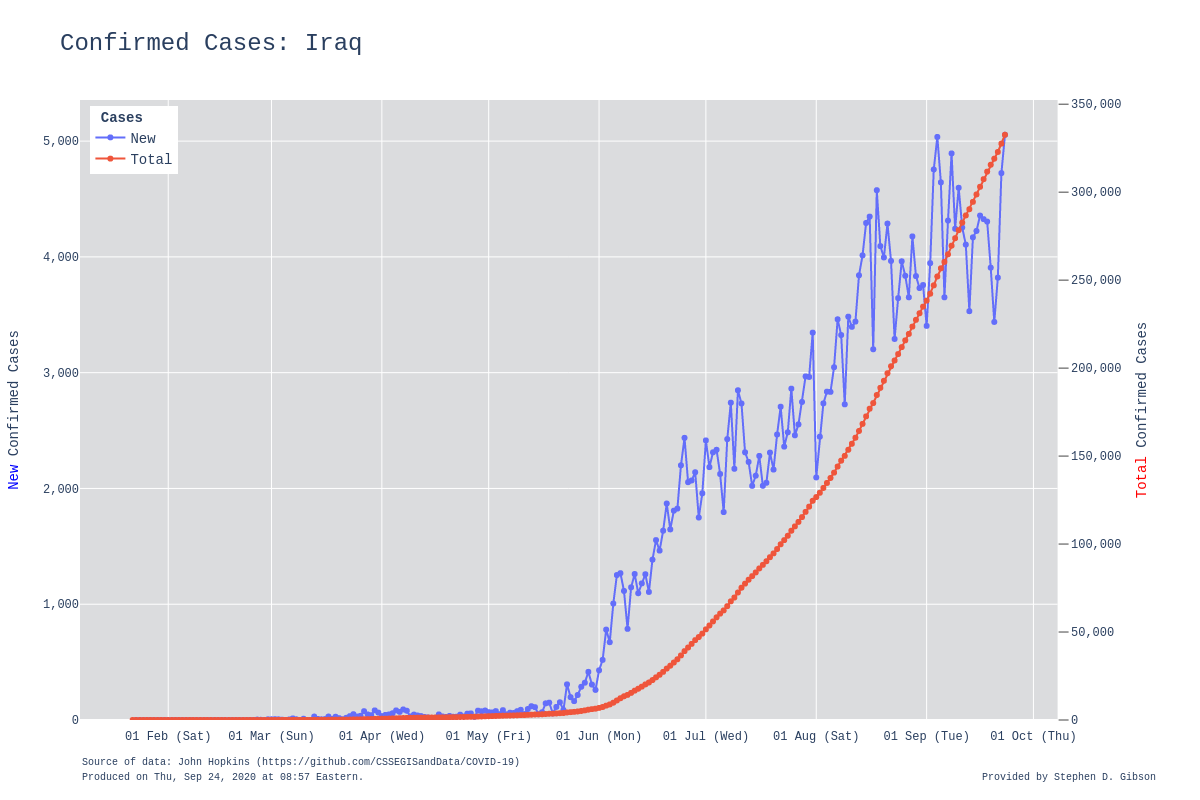 Confirmed Cases: Iraq
Cases
New
Total
5,000
4,000
3,000
2,000
1,000
0
350,000
300,000
250,000
200,000
150,000
100,000
50,000
0
New Confirmed Cases
Total Confirmed Cases
01 Feb (Sat)
01 Mar (Sun)
01 Apr (Wed)
01 May (Fri)
01 Jun (Mon)
01 Jul (Wed)
01 Aug (Sat)
01 Sep (Tue)
01 Oct (Thu)
Source of data: John Hopkins (https://github.com/CSSEGISandData/COVID-19)
Produced on Thu, Sep 24, 2020 at 08:57 Eastern.
Provided by Stephen D. Gibson